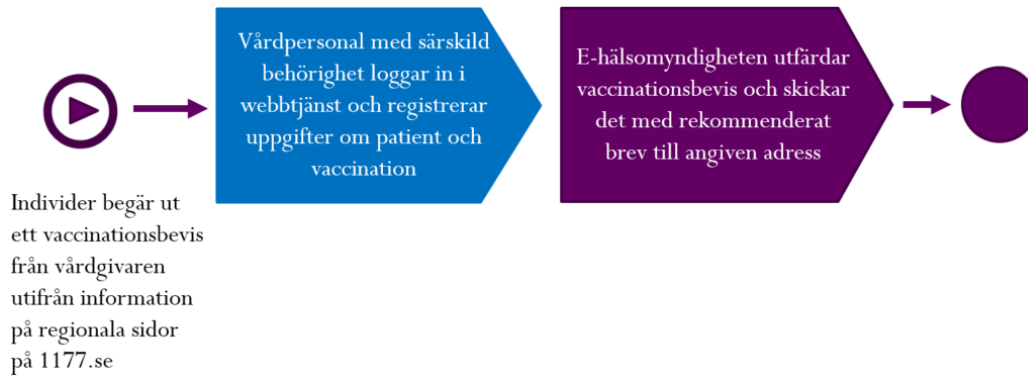 Vårdpersonal med särskild
behörighet loggar in i
webbtjänst och registrerar
uppgifter om patient och
vaccination
E-hälsomyndigheten utfärdar
vaccinationsbevis och skickar
det med rekommenderat
brev till angiven adress
Individer begär ut
ett vaccinationsbevis
från vårdgivaren
utifrån information
på regionala sidor
på 1177.se